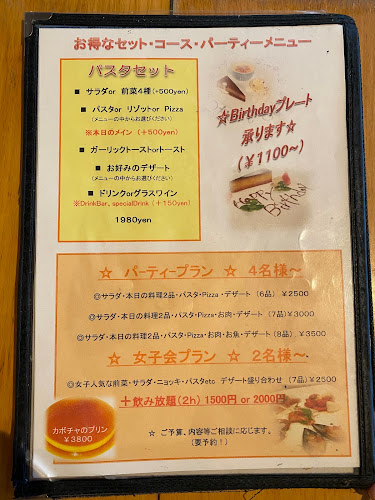 お得なセット・コース・パーティーメニュー
パスタセット
■ サラダor 前菜4種(+500yen)
■ パスタor リゾットor Pizza
(メニューの中からお選びください)
※本日のメイン (+500yen)
■ ガーリックトーストorトースト
■ お好みのデザート
(メニューの中からお選びください)
■ ドリンクorグラスワイン
※DrinkBar、specialDrink (+150yen)
1980yen
☆Birthdayプレート
承ります☆
(¥1100~)
Happy
Birthday
☆ パーティープラン ☆ 4名様~
◎サラダ・本日の料理2品・パスタ・Pizza・デザート (6品) ¥2500
◎サラダ・本日の料理2品・パスタ・Pizza・お肉・デザート (7品)¥3000
◎サラダ・本日の料理2品・パスタ・Pizza・お肉・お魚・デザート(8品) ¥3500
☆ 女子会プラン ☆ 2名様~
◎女子人気な前菜・サラダ・ニョッキ・パスタetc デザート盛り合わせ (7品)¥2500
+飲み放題(2h) 1500円 or 2000円
カボチャのプリン
¥3800
☆ ご予算、内容等ご相談に応じます。
(要予約!)